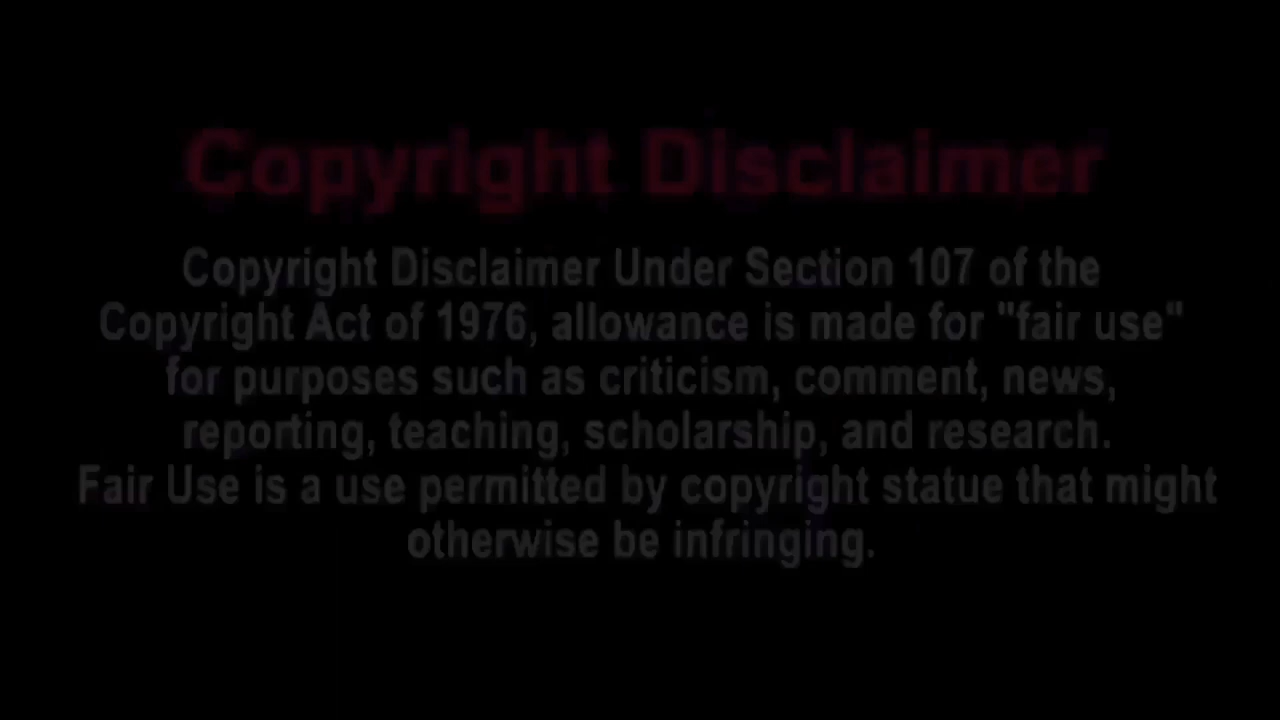 Copyright Disclaimer
Copyright Disclaimer Under Section 107 of the
Copyright Act of 1976, allowance is made for "fair use"
for purposes such as criticism, comment, news,
reporting, teaching, scholarship, and research.
Fair Use is a use permitted by copyright statue that might
otherwise be infringing.